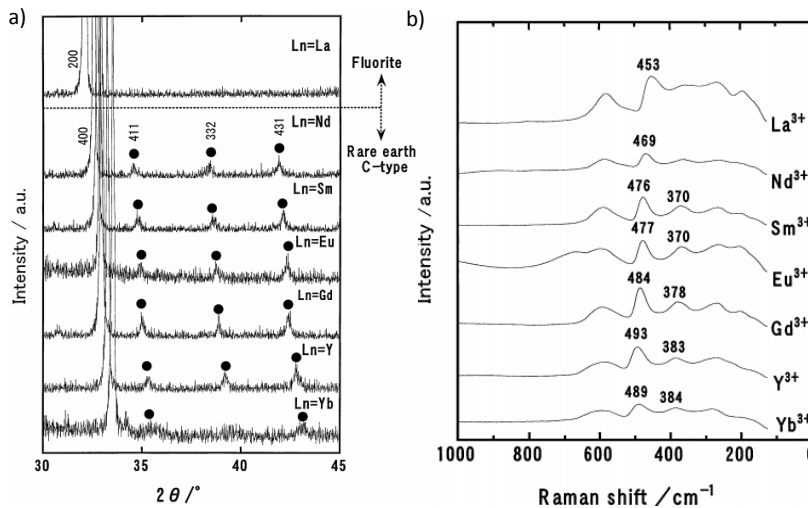 a)
Intensity / a.u.
200
Ln=La
Fluorite
Rare earth
C-type
400
411
332
431
Ln=Nd
Ln=Sm
Ln=Eu
Ln=Gd
Ln=Y
Ln=Yb
30 35 40 45
2θ/°
b)
Intensity / a.u.
453
La³⁺
469
Nd³⁺
476 370
Sm³⁺
477 370
Eu³⁺
484 378
Gd³⁺
493 383
Y³⁺
489 384
Yb³⁺
1000 800 600 400 200 0
Raman shift /cm⁻¹